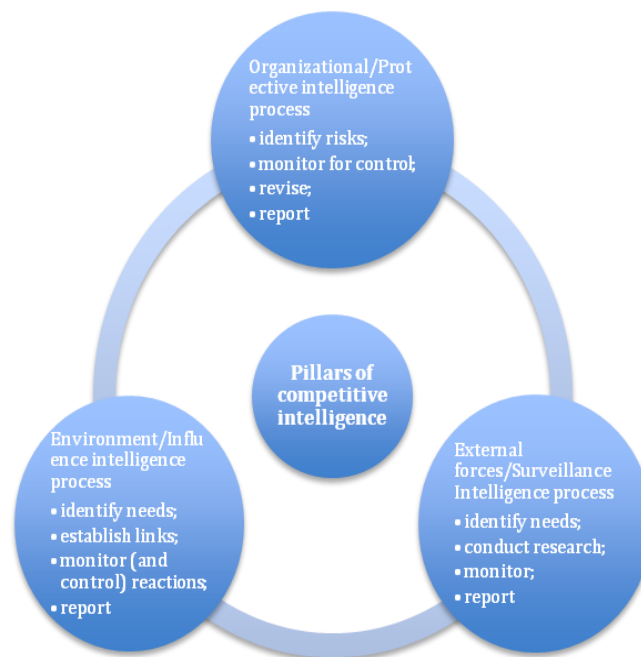 Organizational/Prot
ective intelligence
process
• identify risks;
• monitor for control;
• revise;
• report
Pillars of
competitive
intelligence
Environment/Influ
ence intelligence
process
• identify needs;
• establish links;
• monitor (and
control) reactions;
• report
External
forces/Surveillance
Intelligence process
• identify needs;
• conduct research;
• monitor;
• report